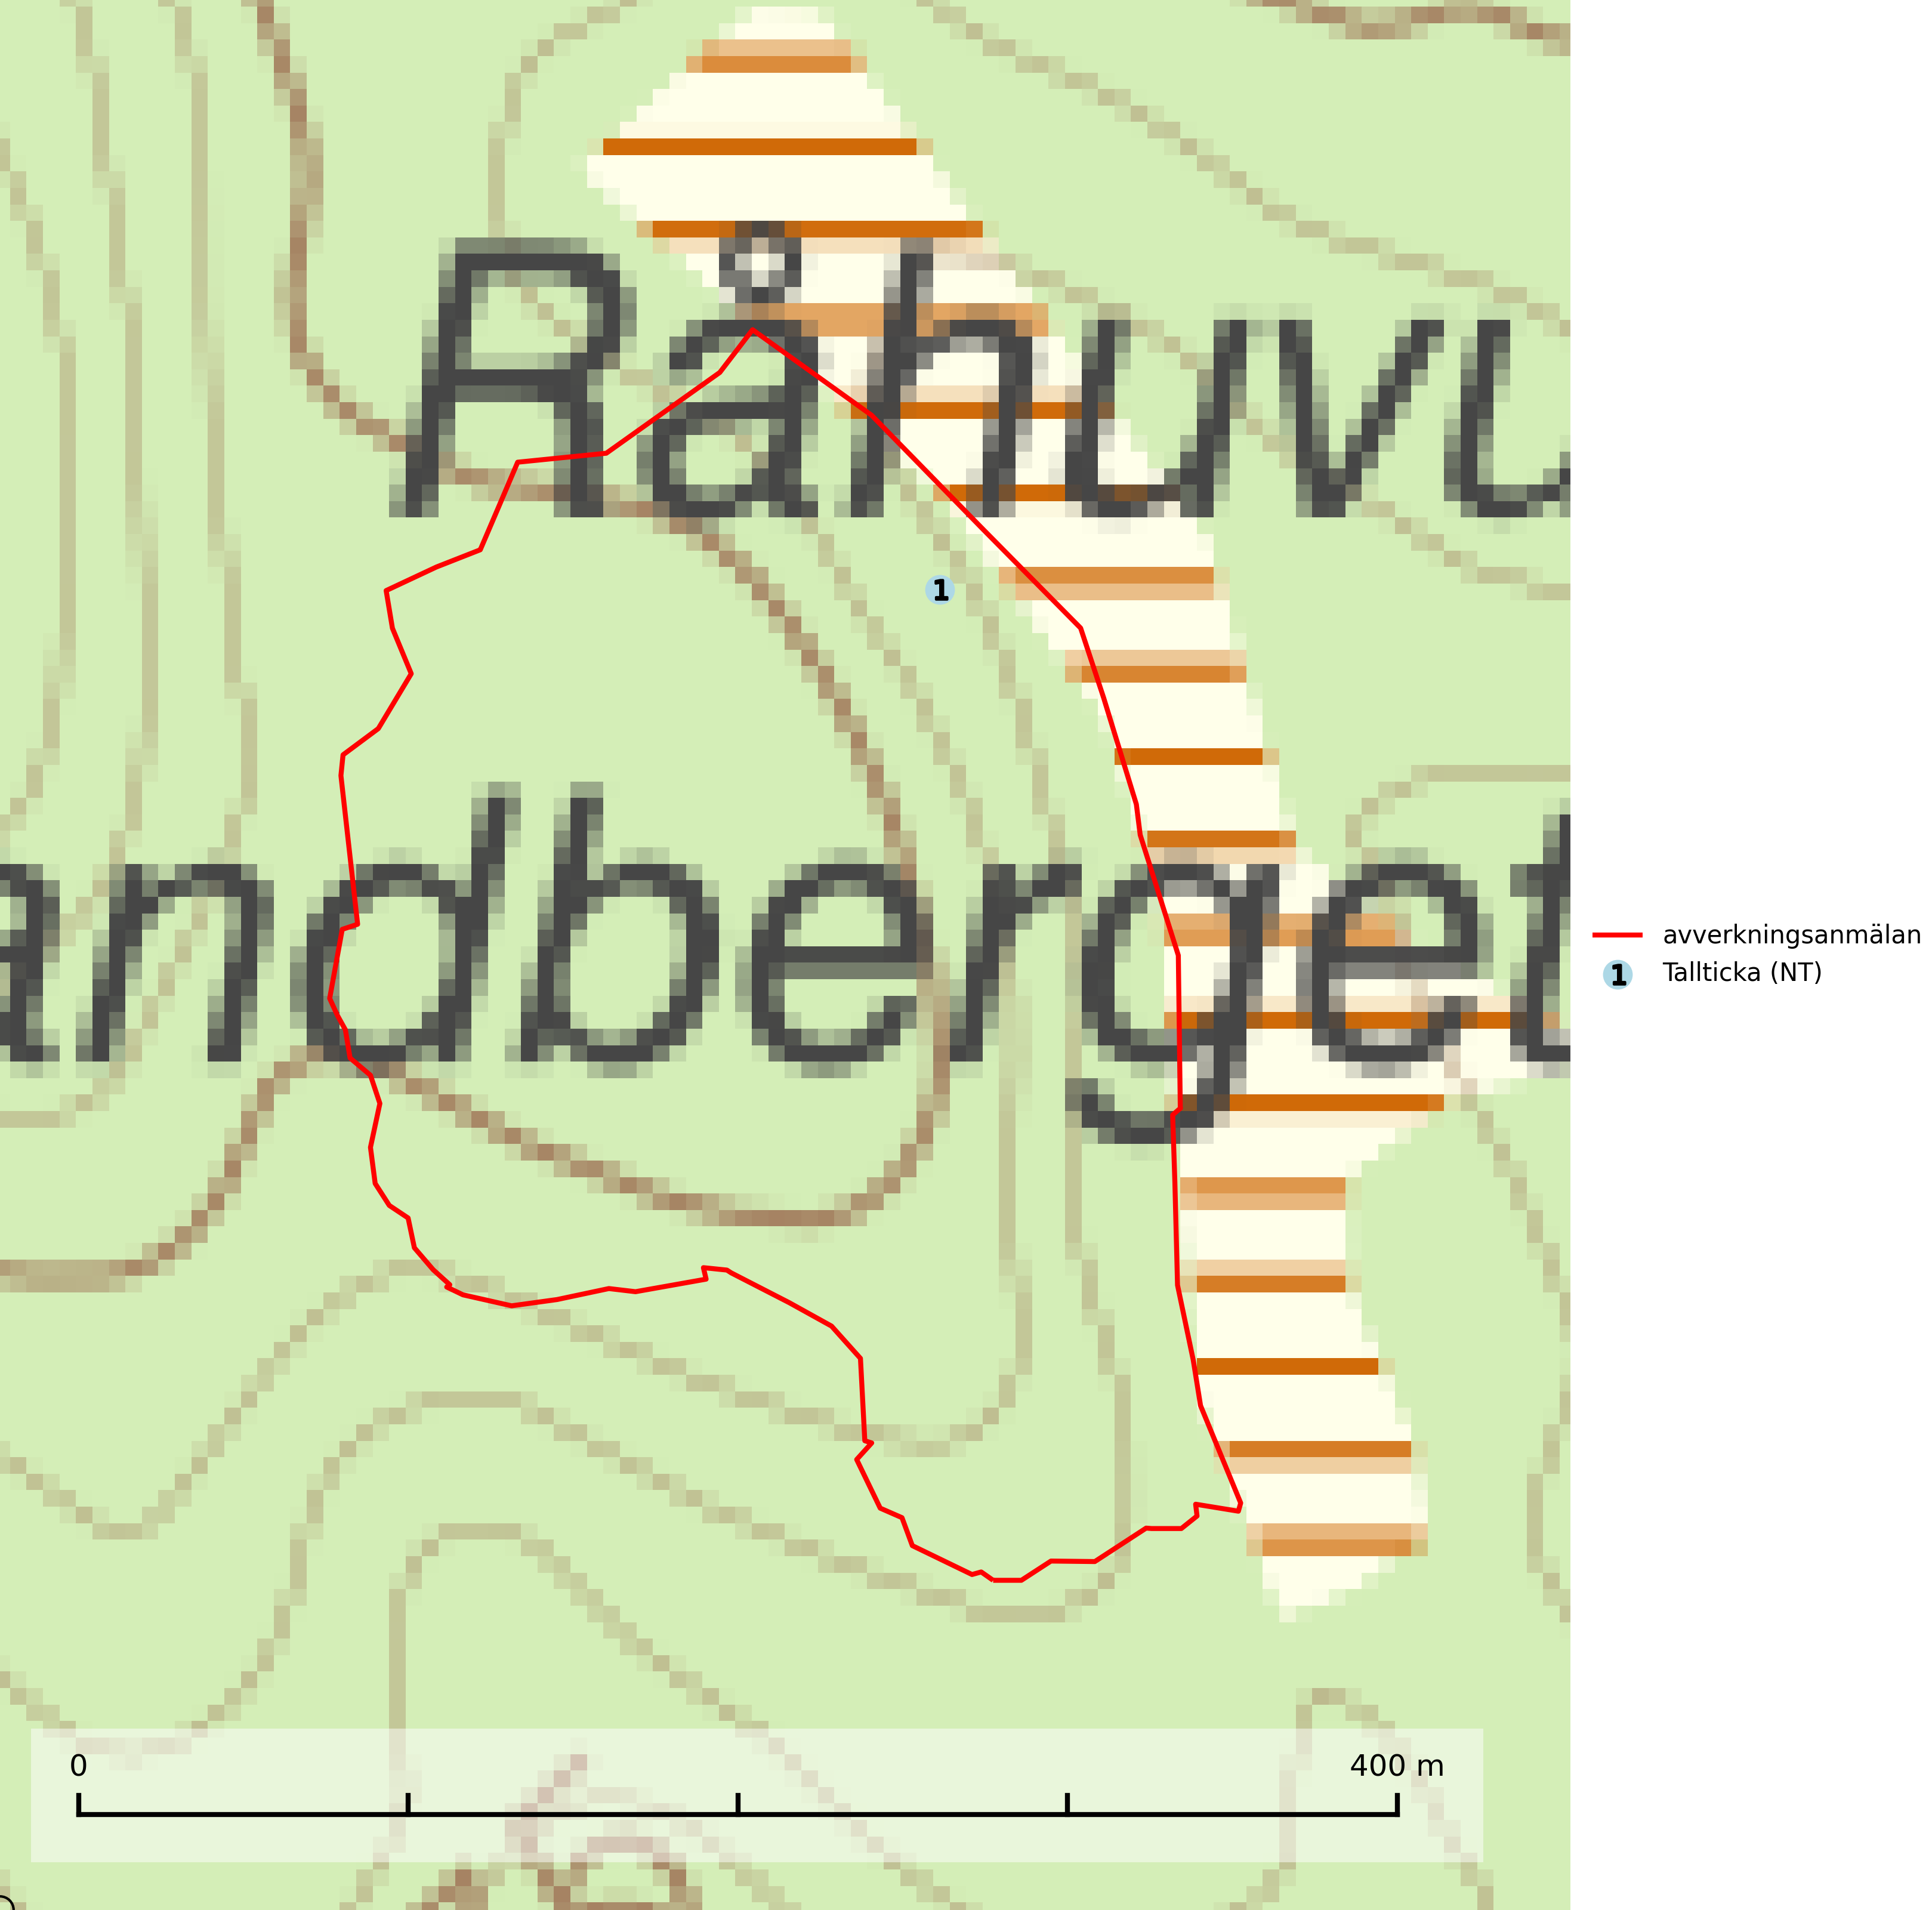 Råhuvu
andberget
1
avverkningsanmälan
1 Tallticka (NT)
0 400 m